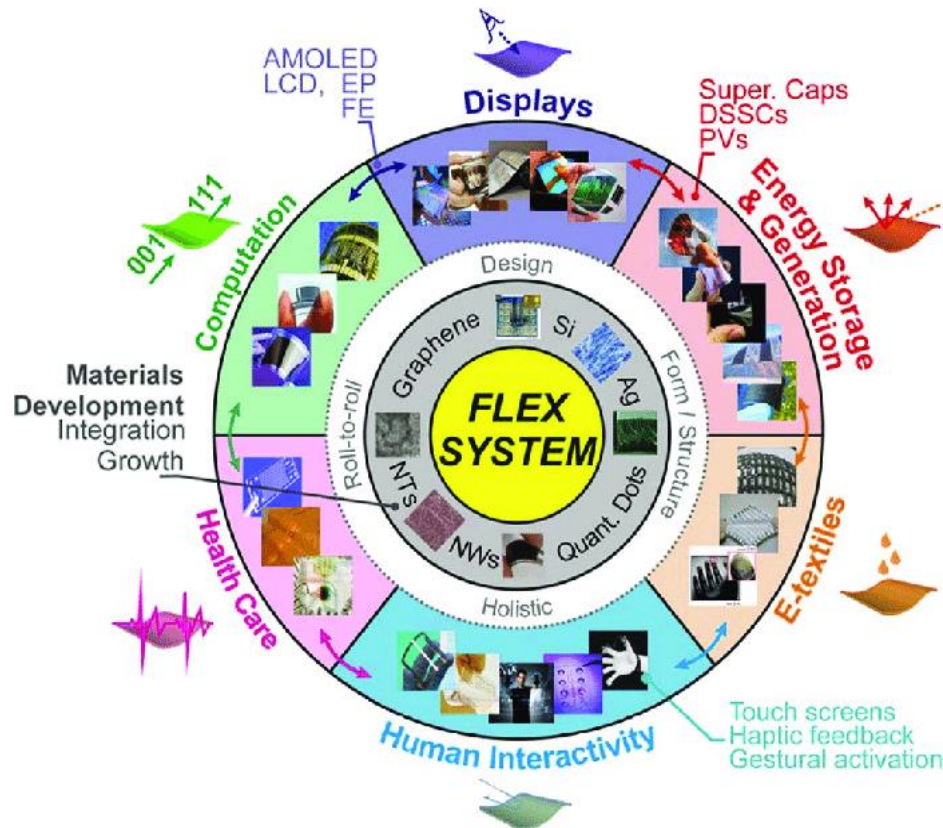 AMOLED
LCD, EP
FE
Displays
Super. Caps
DSSCs
PVs
Energy Storage
& Generation
001 111
Computation
Design
Graphene
Si
Ag
Form / Structure
Roll-to-roll
FLEX
SYSTEM
Materials
Development
Integration
Growth
NTs
NWs
Quant. Dots
Holistic
Health Care
E-textiles
Human Interactivity
Touch screens
Haptic feedback
Gestural activation